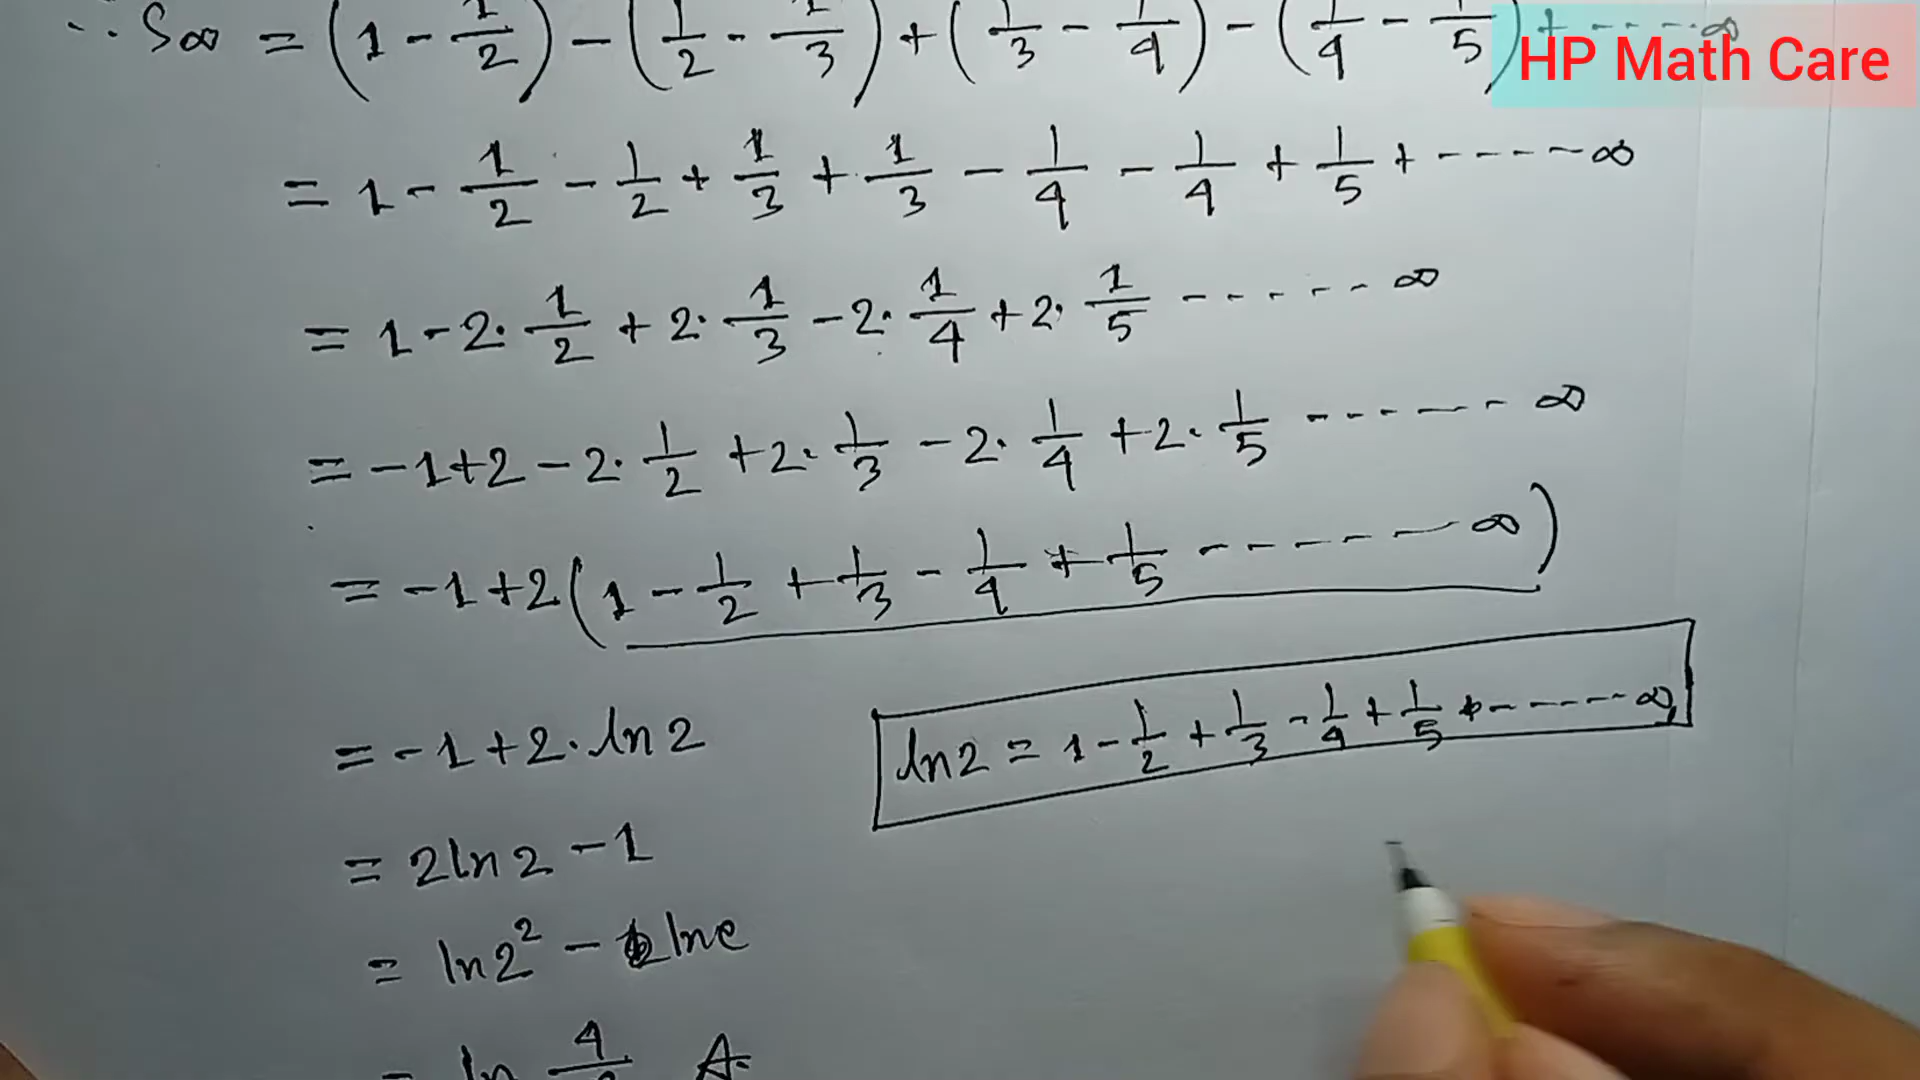 ∴ S∞ = (1 - 1/2) - (1/2 - 1/3) + (1/3 - 1/4) - (1/4 - 1/5) + ----- ∞
HP Math Care
= 1 - 1/2 - 1/2 + 1/3 + 1/3 - 1/4 - 1/4 + 1/5 + ----- ∞
= 1 - 2·1/2 + 2·1/3 - 2·1/4 + 2·1/5 ------ ∞
= -1+2 - 2·1/2 + 2·1/3 - 2·1/4 + 2·1/5 ------ ∞
= -1+2(1 - 1/2 + 1/3 - 1/4 + 1/5 ------ ∞)
= -1+2·ln2
ln2 = 1 - 1/2 + 1/3 - 1/4 + 1/5 + ----- ∞
= 2ln2 - 1
= ln2² - lne
= ln 4/ A.